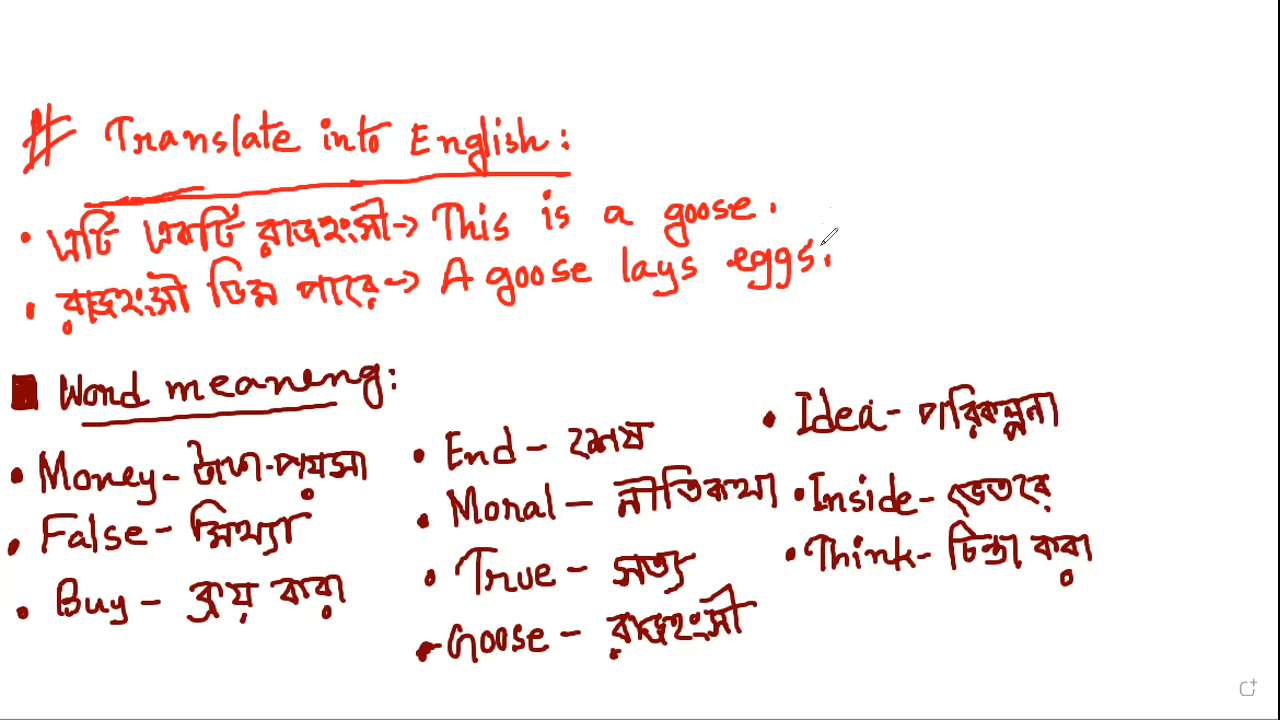 # Translate into English:
• এটি একটি রাজহংসী → This is a goose.
• রাজহংসী ডিম্ব পারে → A goose lays eggs.
■ Word meaneng:
• Money - টাকা-পয়সা
• False - মিথ্যা
• Buy - ক্রয় করা
• End - শেষ
• Moral - নীতিকথা
• True - সত্য
• Goose - রাজহংসী
• Idea - পরিকল্পনা
• Inside - ভেতরে
• Think - চিন্তা করা